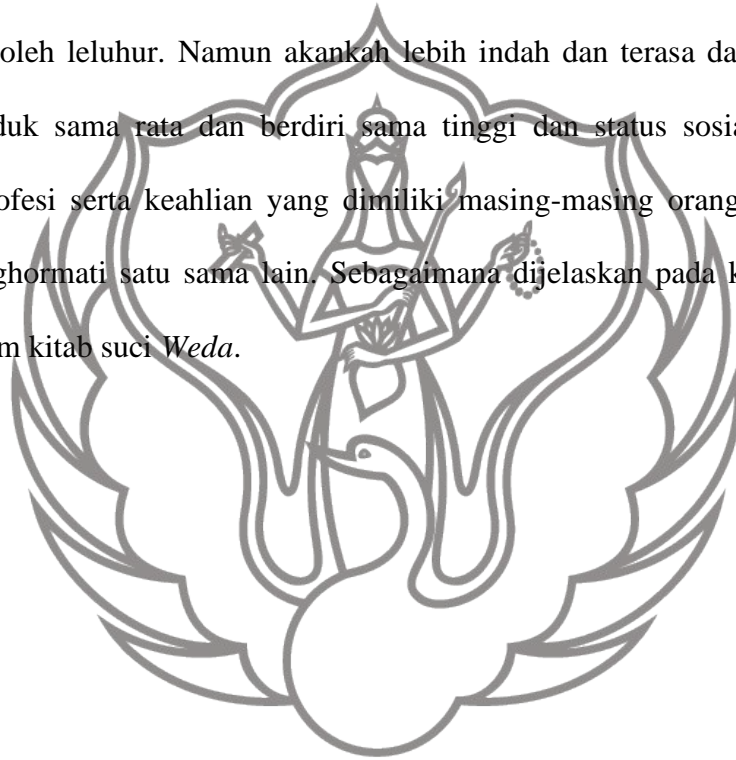 oleh leluhur. Namun akankah lebih indah dan terasa da
duk sama rata dan berdiri sama tinggi dan status sosia
ofesi serta keahlian yang dimiliki masing-masing orang
ghormati satu sama lain. Sebagaimana dijelaskan pada k
m kitab suci Weda.